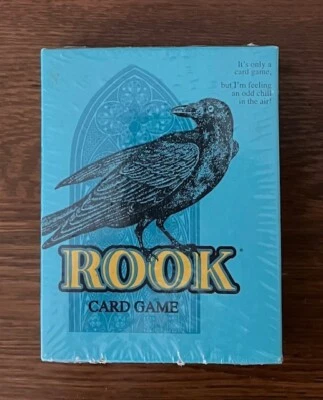 It's only a
card game,
but I'm feeling
an odd chill
in the air!
ROOK®
CARD GAME